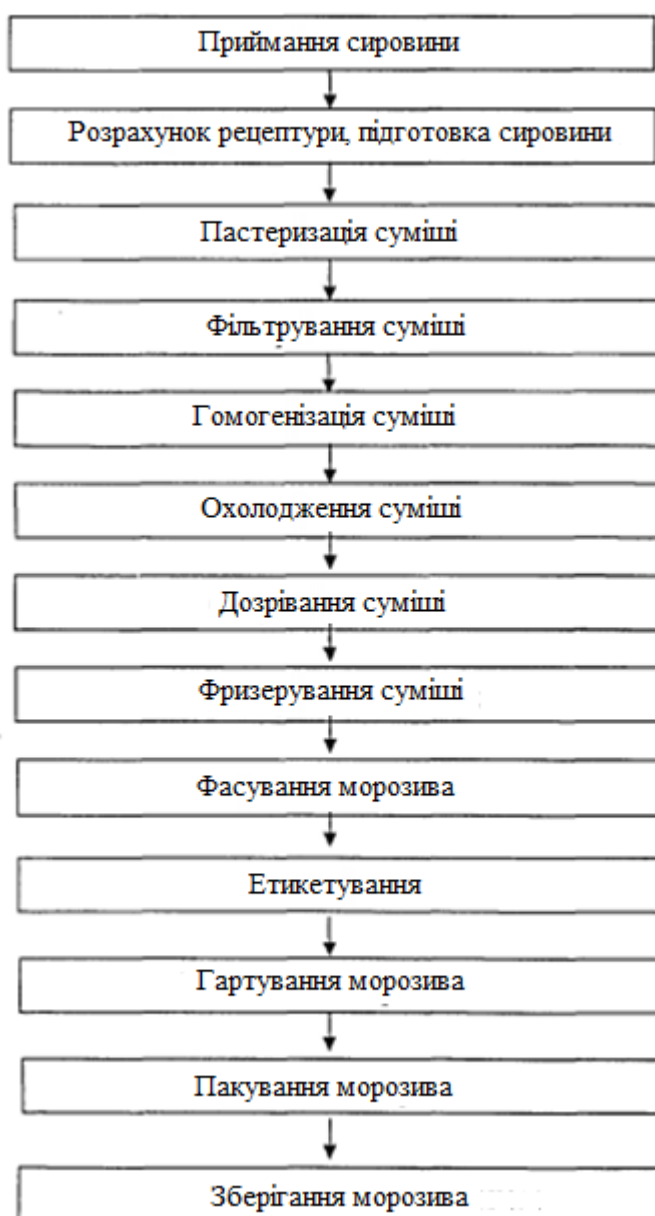 Приймання сировини
Розрахунок рецептури, підготовка сировини
Пастеризація суміші
Фільтрування суміші
Гомогенізація суміші
Охолодження суміші
Дозрівання суміші
Фризерування суміші
Фасування морозива
Етикетування
Гартування морозива
Пакування морозива
Зберігання морозива